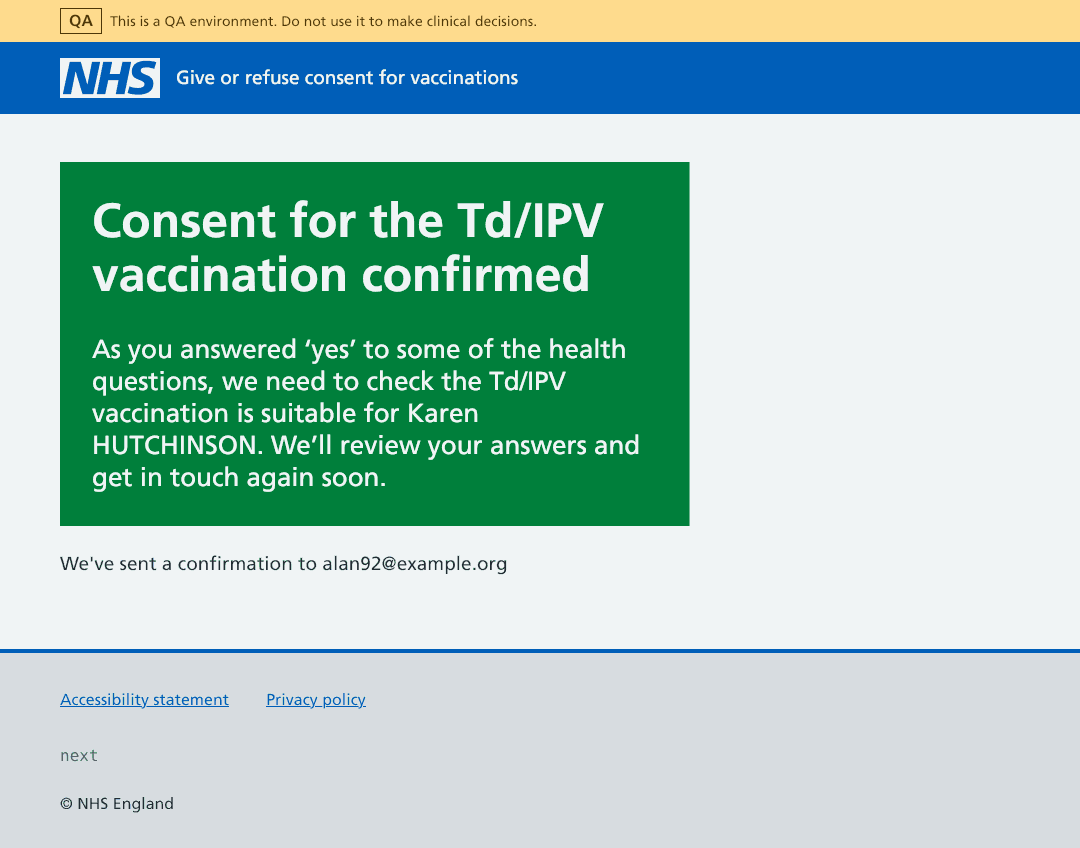 QA This is a QA environment. Do not use it to make clinical decisions.
NHS Give or refuse consent for vaccinations
Consent for the Td/IPV
vaccination confirmed
As you answered ‘yes’ to some of the health
questions, we need to check the Td/IPV
vaccination is suitable for Karen
HUTCHINSON. We’ll review your answers and
get in touch again soon.
We've sent a confirmation to alan92@example.org
Accessibility statement Privacy policy
next
© NHS England